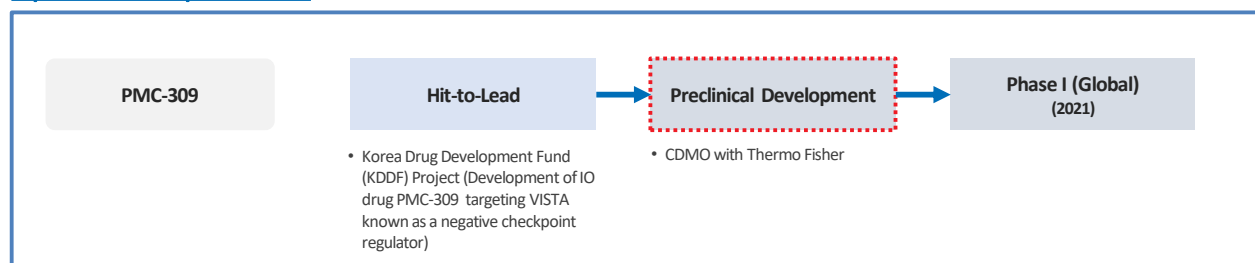 PMC-309
Hit-to-Lead
Preclinical Development
Phase I (Global)
(2021)
• Korea Drug Development Fund
(KDDF) Project (Development of IO
drug PMC-309 targeting VISTA
known as a negative checkpoint
regulator)
• CDMO with Thermo Fisher